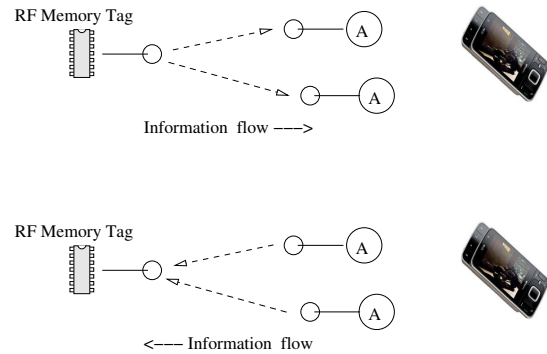 RF Memory Tag
A
A
Information flow --->
RF Memory Tag
A
A
<--- Information flow